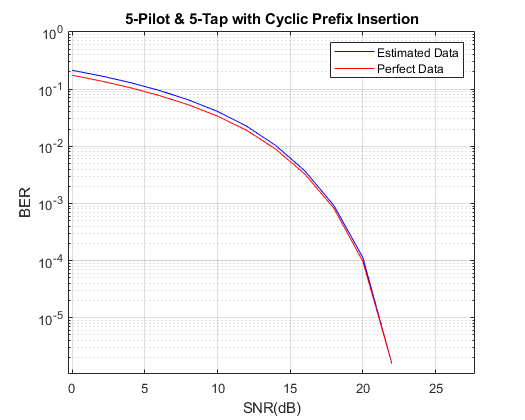 5-Pilot & 5-Tap with Cyclic Prefix Insertion
10^0
Estimated Data
Perfect Data
10^-1
10^-2
BER
10^-3
10^-4
10^-5
0 5 10 15 20 25
SNR(dB)